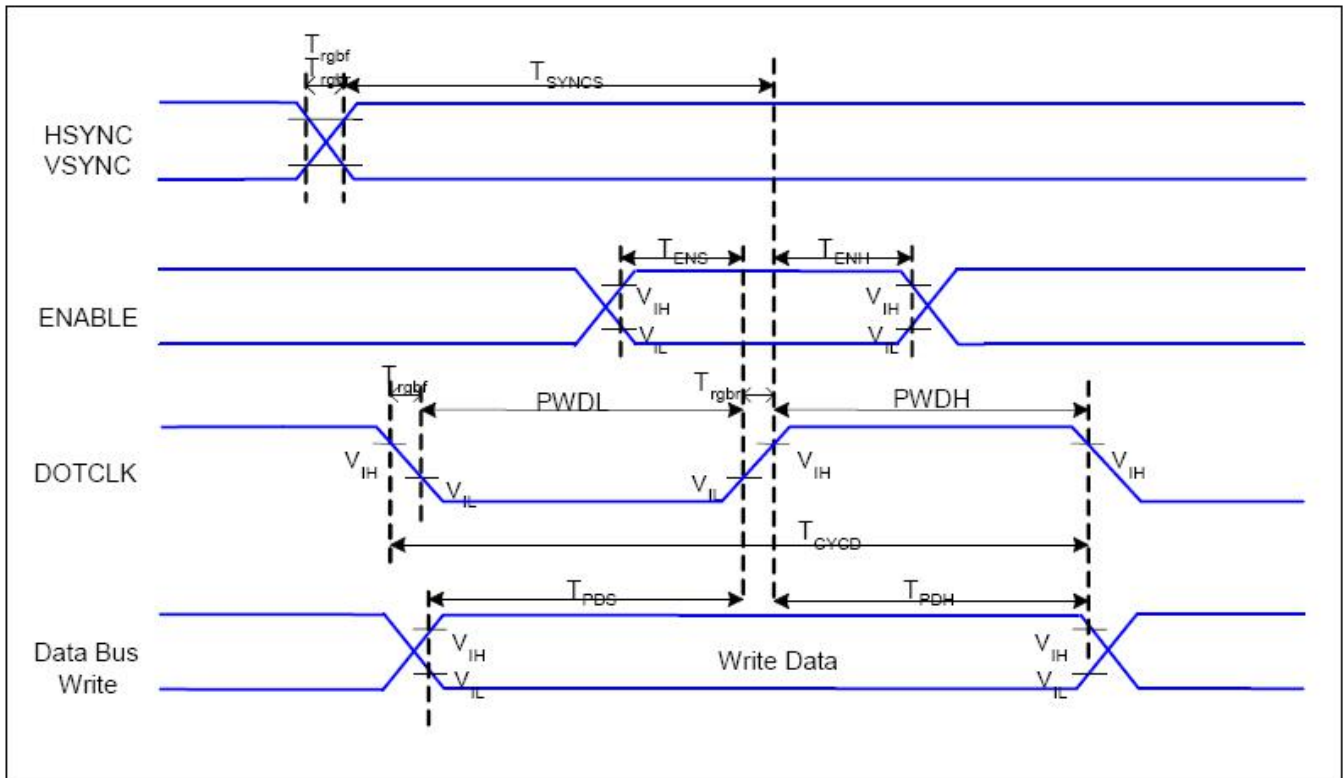 Trgbf
Trgbr
TSYNCS
HSYNC
VSYNC
TENS
TENH
VIH
VIH
ENABLE
VIL
VIL
Trgbf
Trgbr
PWDL
PWDH
VIH
VIH
VIH
DOTCLK
VIL
VIL
TCYCD
TPDS
TPDH
Data Bus
Write
VIH
Write Data
VIH
VIL
VIL